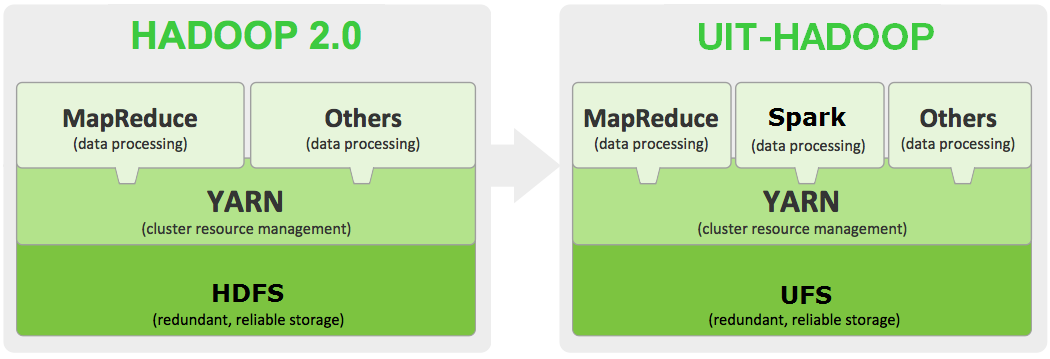 HADOOP 2.0
MapReduce
(data processing)
Others
(data processing)
YARN
(cluster resource management)
HDFS
(redundant, reliable storage)
UIT-HADOOP
MapReduce
(data processing)
Spark
(data processing)
Others
(data processing)
YARN
(cluster resource management)
UFS
(redundant, reliable storage)